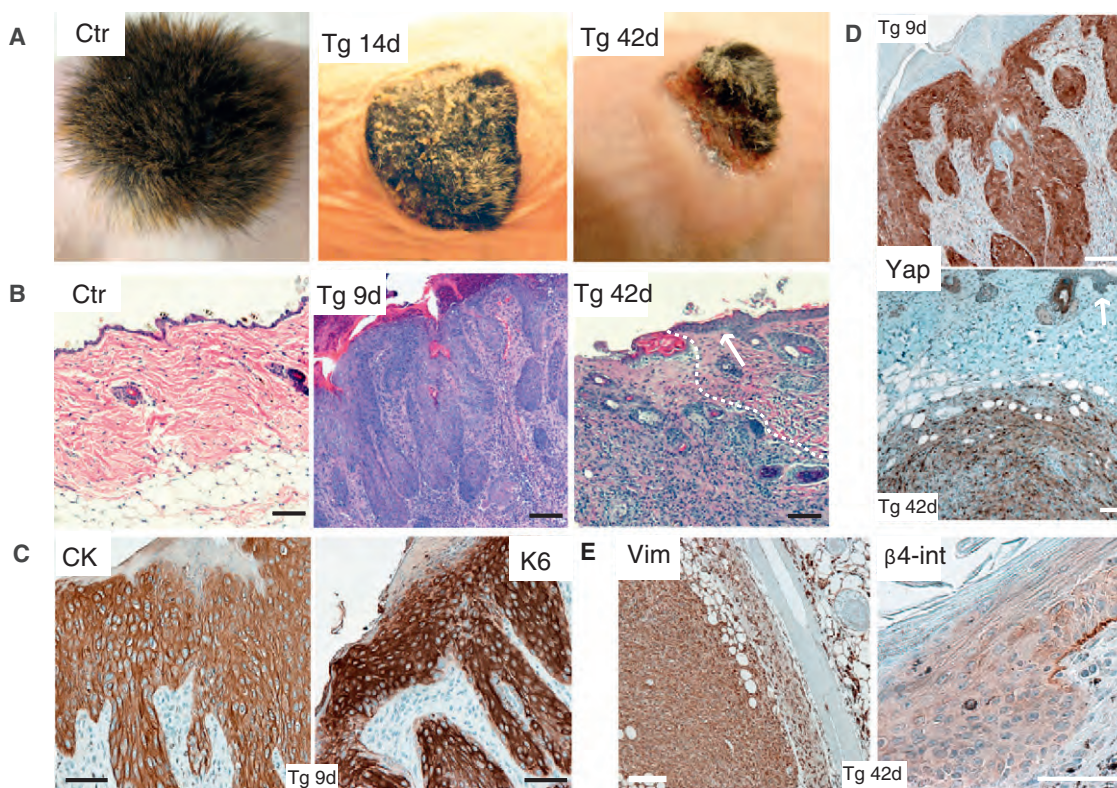 A
Ctr
Tg 14d
Tg 42d
B
Ctr
Tg 9d
Tg 42d
C
CK
K6
Tg 9d
D
Tg 9d
Yap
Tg 42d
E
Vim
β4-int
Tg 42d